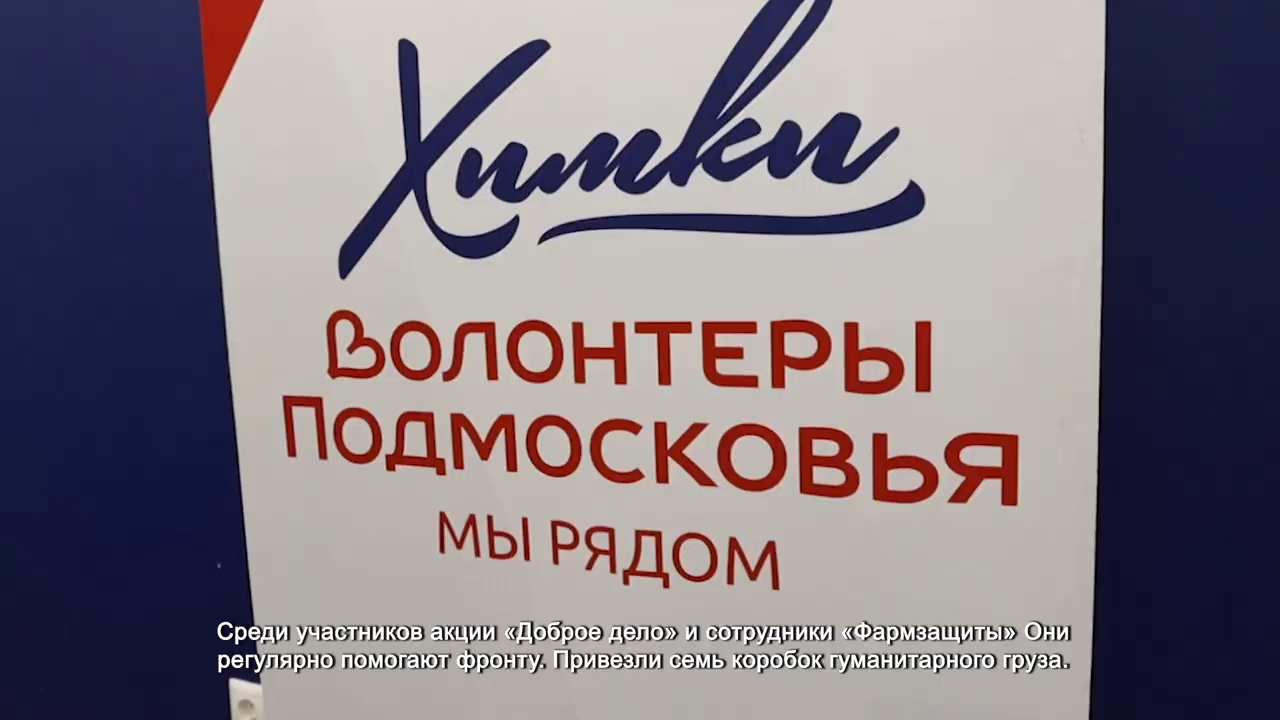 Химки
ВОЛОНТЕРЫ
ПОДМОСКОВЬЯ
МЫ РЯДОМ
Среди участников акции «Доброе дело» и сотрудники «Фармзащиты» Они
регулярно помогают фронту. Привезли семь коробок гуманитарного груза.